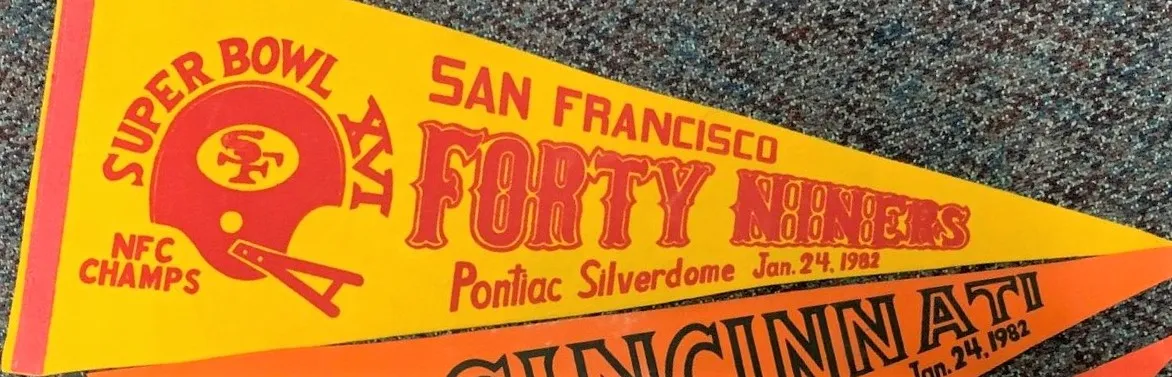 SUPER BOWL XVI
SF
NFC
CHAMPS
SAN FRANCISCO
FORTY NINERS
Pontiac Silverdome Jan. 24, 1982
CINCINNATI
Jan. 24, 1982